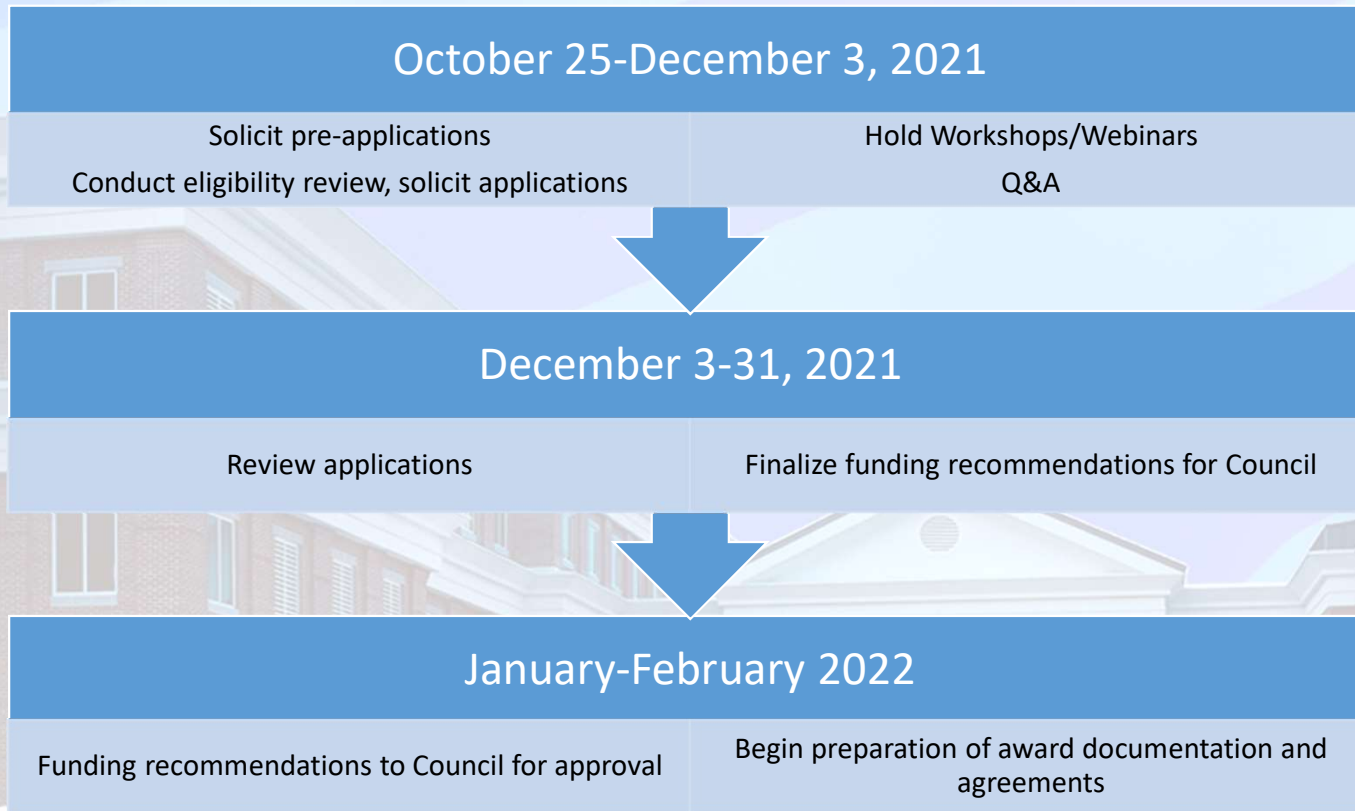 October 25-December 3, 2021
Solicit pre-applications
Conduct eligibility review, solicit applications
Hold Workshops/Webinars
Q&A
December 3-31, 2021
Review applications
Finalize funding recommendations for Council
January-February 2022
Funding recommendations to Council for approval
Begin preparation of award documentation and
agreements